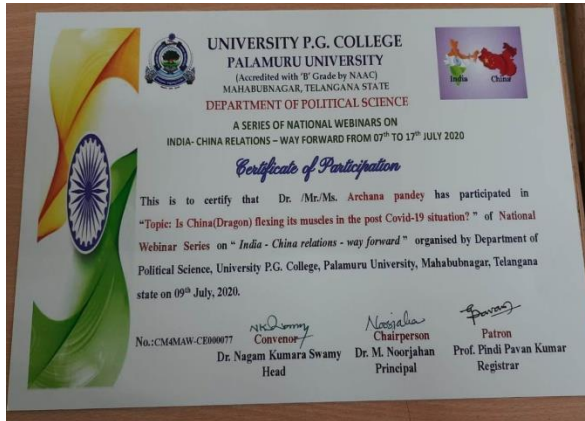 UNIVERSITY P.G. COLLEGE
PALAMURU UNIVERSITY
(Accredited with 'B' Grade by NAAC)
MAHABUBNAGAR, TELANGANA STATE
DEPARTMENT OF POLITICAL SCIENCE
India China
A SERIES OF NATIONAL WEBINARS ON
INDIA- CHINA RELATIONS – WAY FORWARD FROM 07th TO 17th JULY 2020
Certificate of Participation
This is to certify that Dr. /Mr./Ms. Archana pandey has participated in
“Topic: Is China(Dragon) flexing its muscles in the post Covid-19 situation?” of National
Webinar Series on “ India - China relations - way forward ” organised by Department of
Political Science, University P.G. College, Palamuru University, Mahabubnagar, Telangana
state on 09th July, 2020.
Noorjahan
No.:CM4MAW-CE000077
Convenor
Chairperson
Patron
Dr. Nagam Kumara Swamy
Dr. M. Noorjahan
Prof. Pindi Pavan Kumar
Head
Principal
Registrar